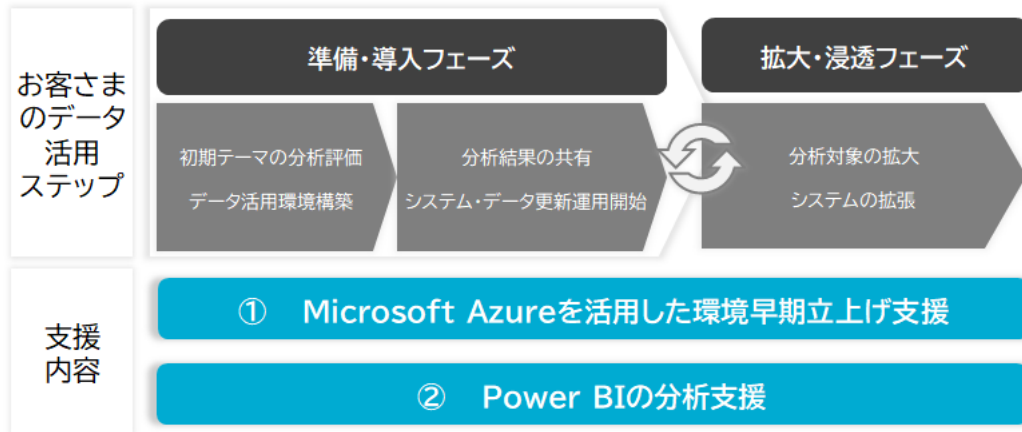 お客さま
のデータ
活用
ステップ
準備・導入フェーズ
拡大・浸透フェーズ
初期テーマの分析評価
データ活用環境構築
分析結果の共有
システム・データ更新運用開始
分析対象の拡大
システムの拡張
支援
内容
① Microsoft Azureを活用した環境早期立上げ支援
② Power BIの分析支援